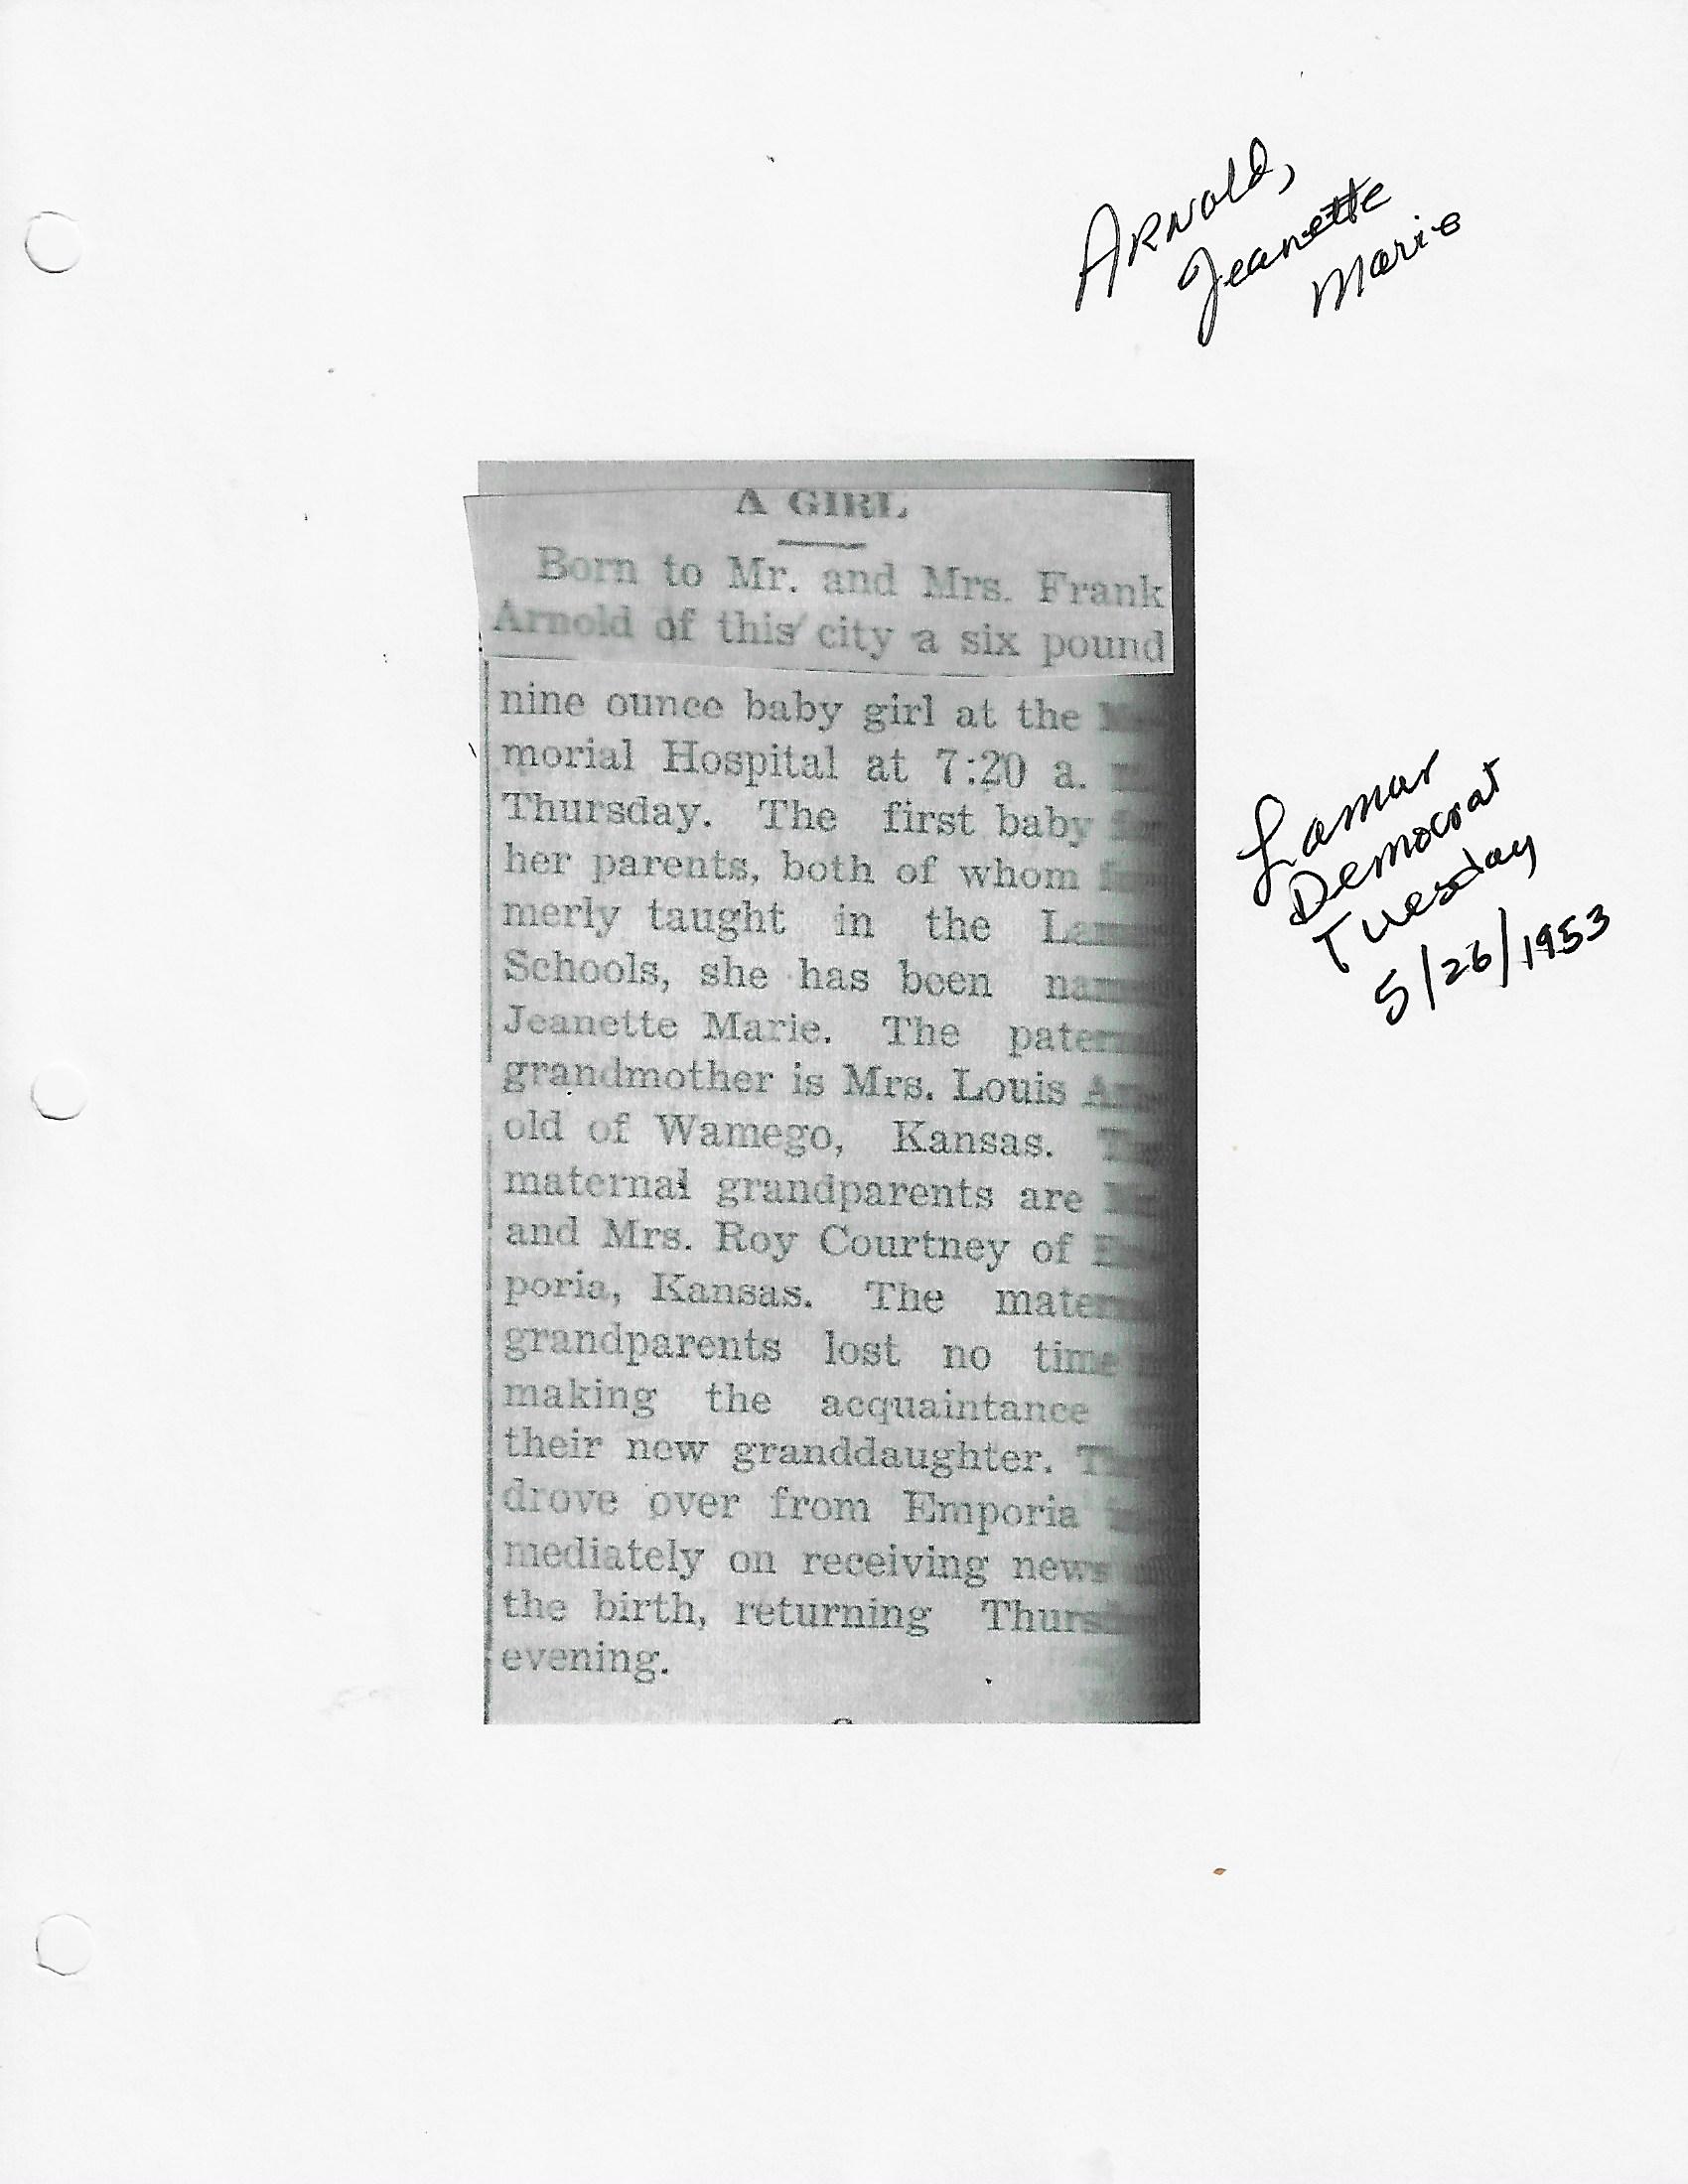 Arnold,
Jeanette
Marie
A GIRL
Born to Mr. and Mrs. Frank
Arnold of this city a six pound
nine ounce baby girl at the
morial Hospital at 7:20 a.
Thursday. The first baby
her parents, both of whom
merly taught in the
Schools, she has been
Jeanette Marie. The
grandmother is Mrs. Louis
old of Wamego, Kansas.
maternal grandparents are
and Mrs. Roy Courtney of
poria, Kansas. The
grandparents lost no time
making the acquaintance
their new granddaughter.
drove over from Emporia
mediately on receiving news
the birth, returning
evening.
Lamar
Democrat
Tuesday
5/26/1953